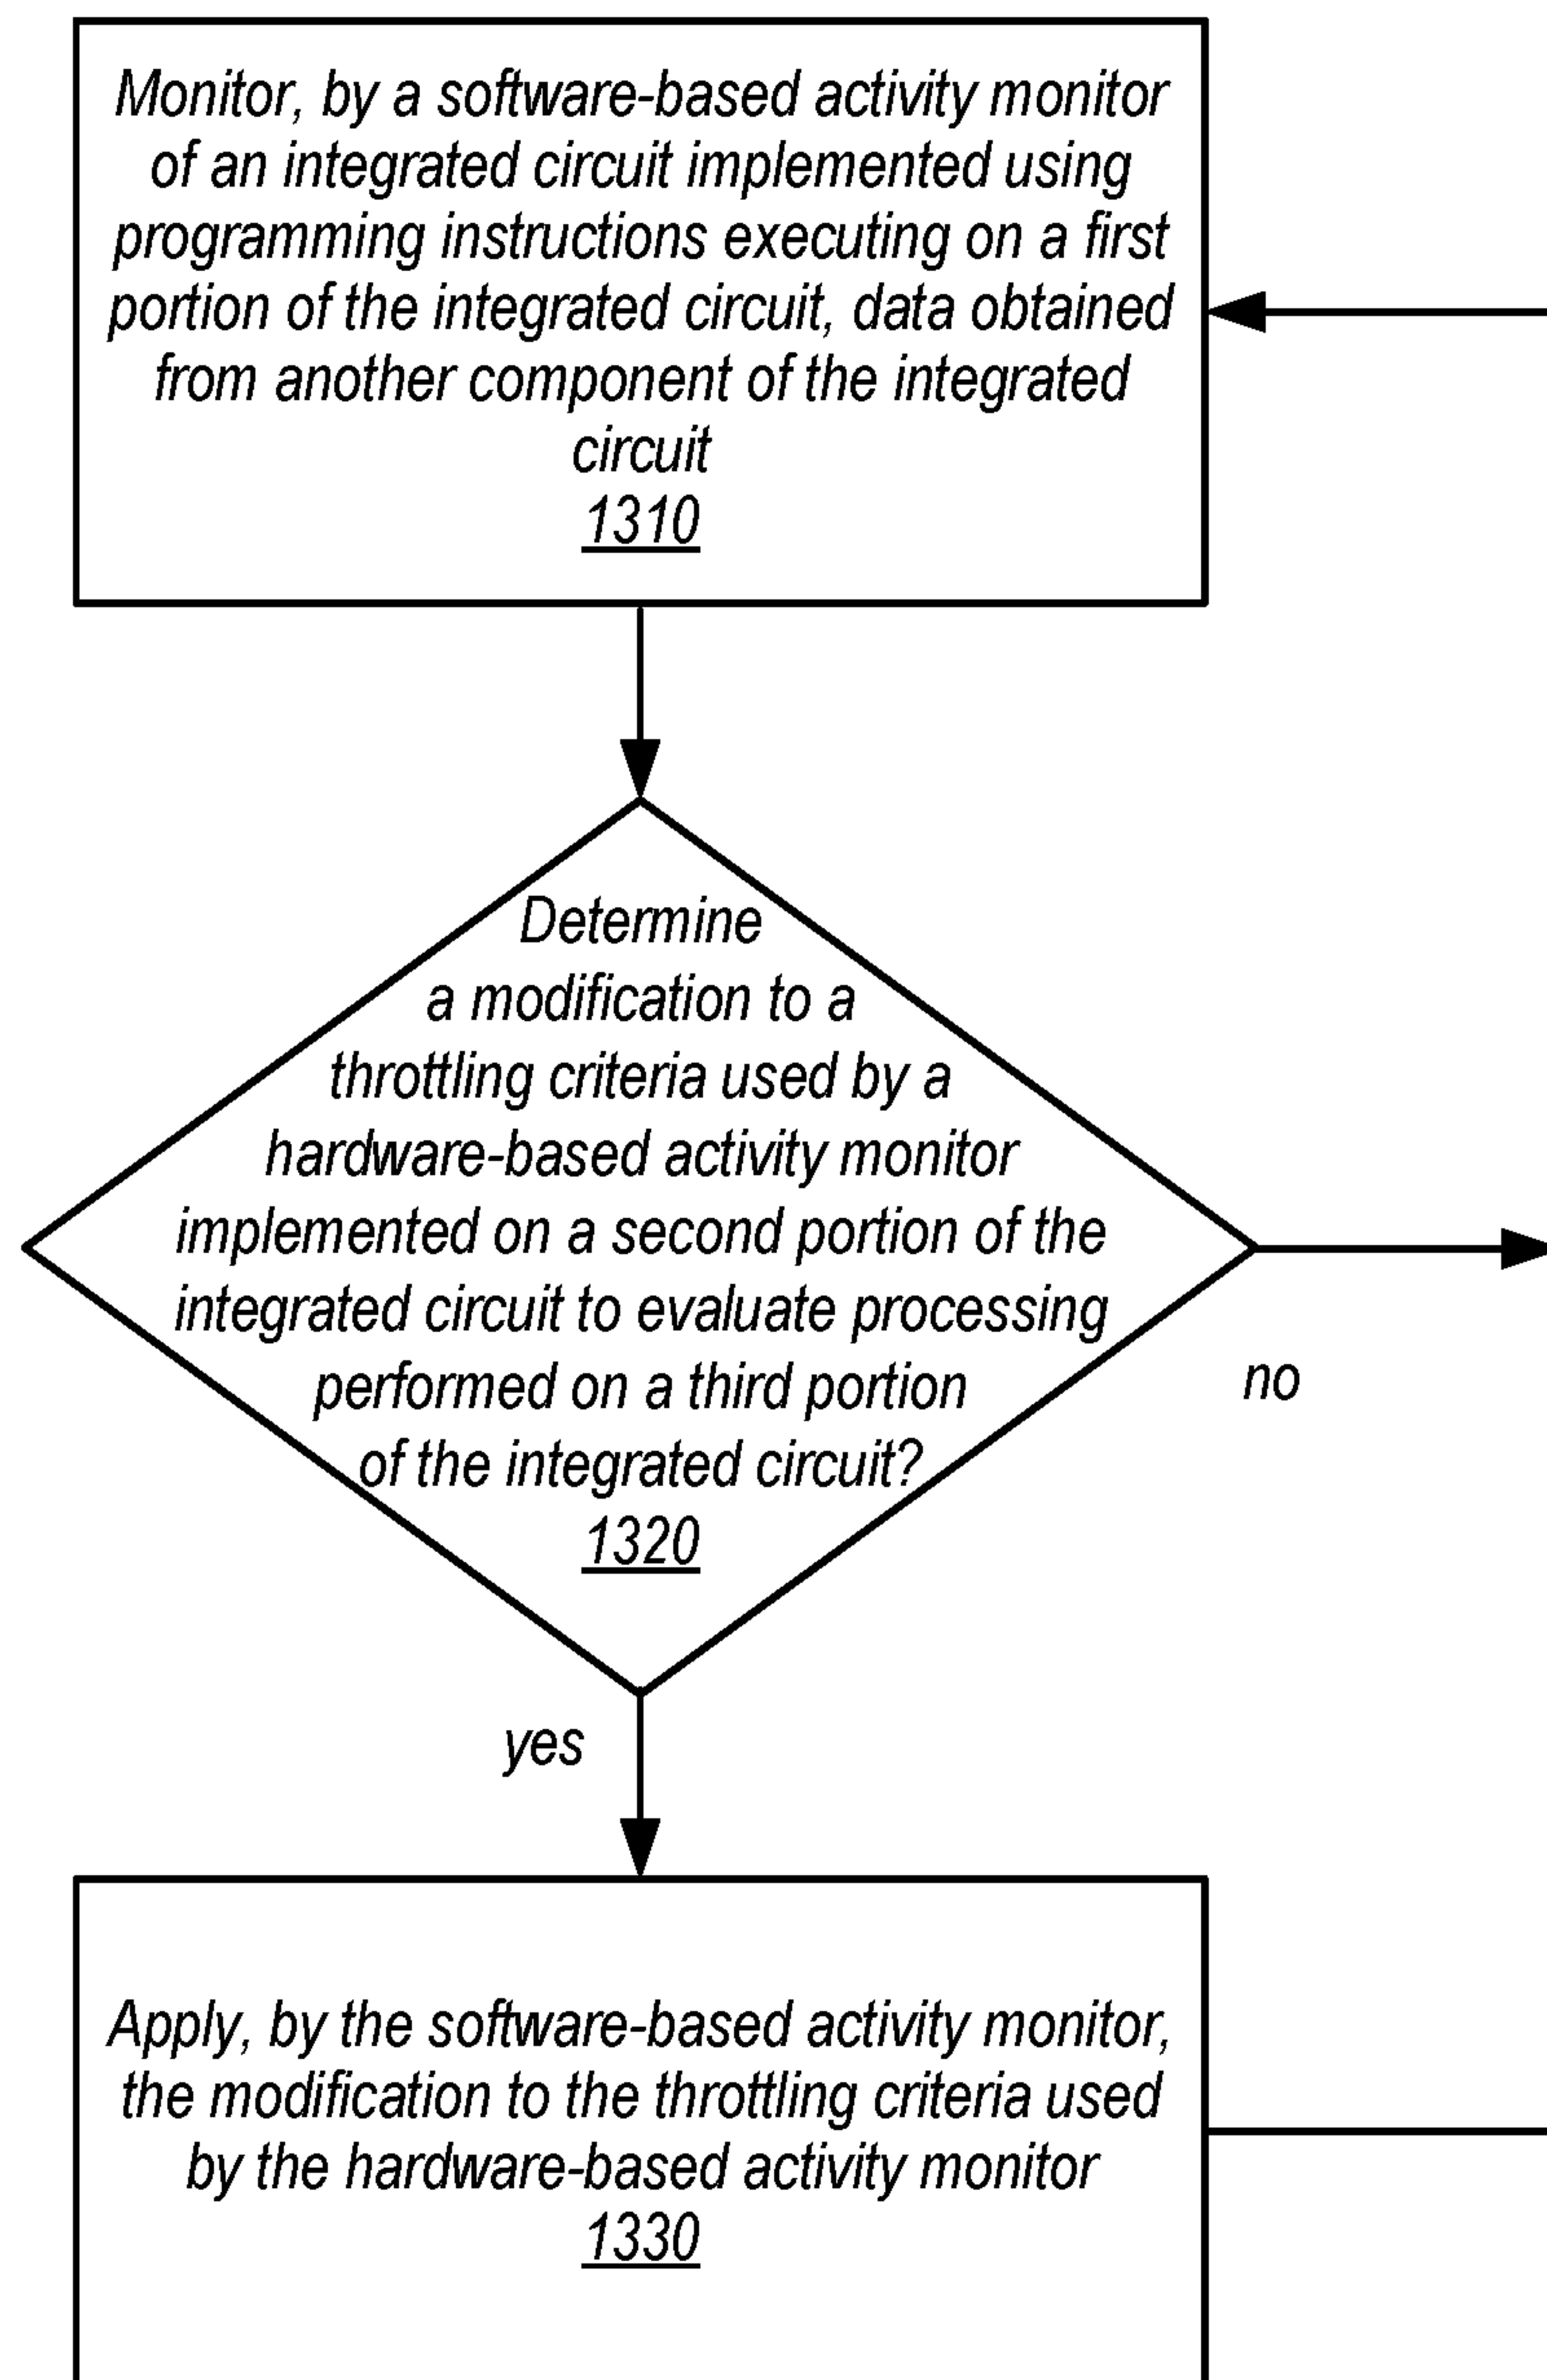 Monitor, by a software-based activity monitor
of an integrated circuit implemented using
programming instructions executing on a first
portion of the integrated circuit, data obtained
from another component of the integrated
circuit
1310
Determine
a modification to a
throttling criteria used by a
hardware-based activity monitor
implemented on a second portion of the
integrated circuit to evaluate processing
performed on a third portion
of the integrated circuit?
1320
no
yes
Apply, by the software-based activity monitor,
the modification to the throttling criteria used
by the hardware-based activity monitor
1330